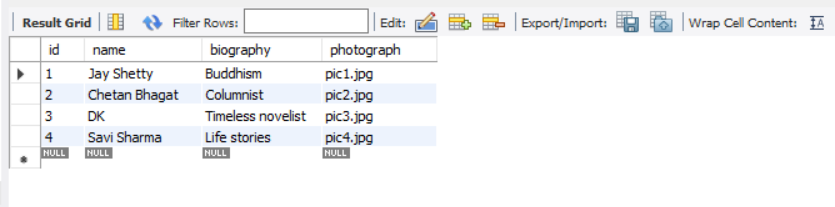 Result Grid Filter Rows: Edit: Export/Import: Wrap Cell Content: IA
id name biography photograph
1 Jay Shetty Buddhism pic1.jpg
2 Chetan Bhagat Columnist pic2.jpg
3 DK Timeless novelist pic3.jpg
4 Savi Sharma Life stories pic4.jpg
NULL NULL NULL NULL